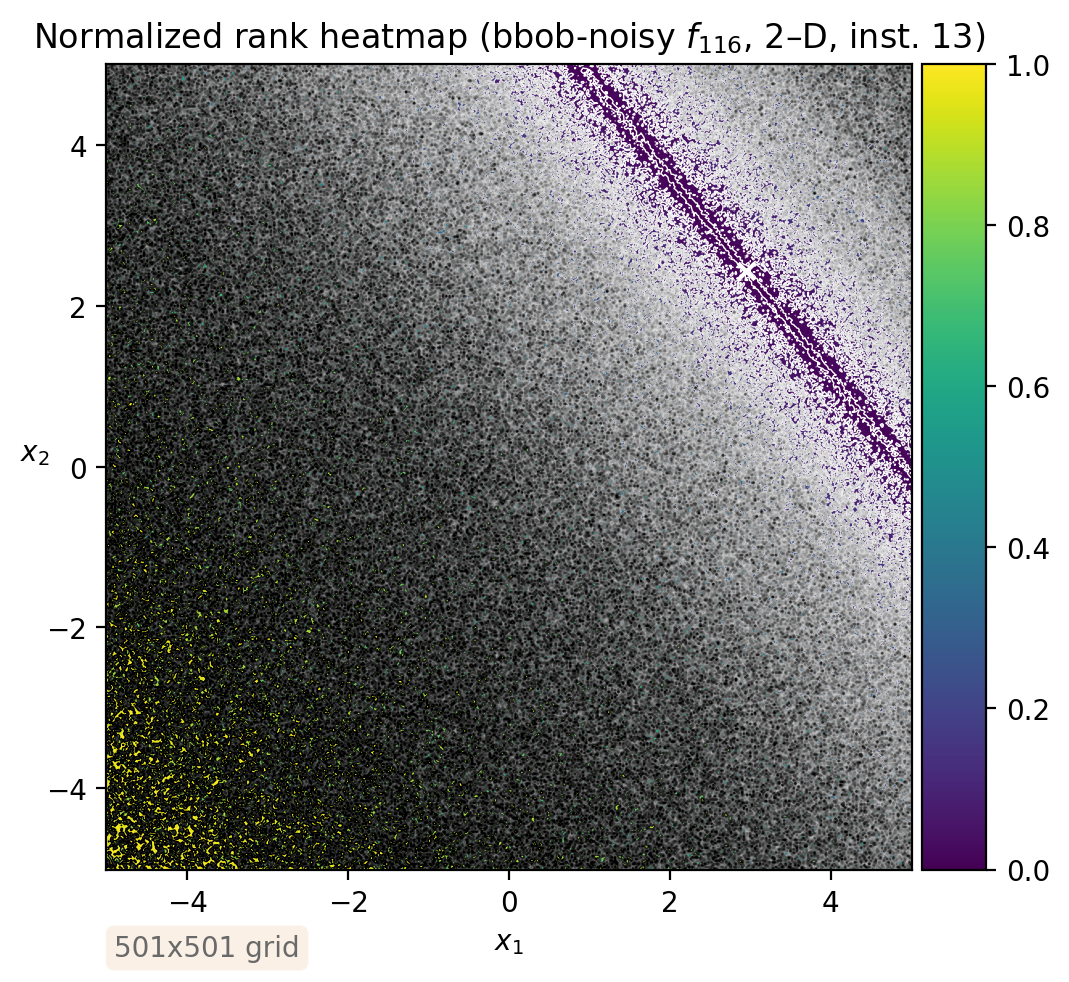 Normalized rank heatmap (bbob-noisy f₁₁₆, 2–D, inst. 13)
1.0
0.8
0.6
0.4
0.2
0.0
4
2
0
−2
−4
x₂
−4 −2 0 2 4
x₁
501x501 grid